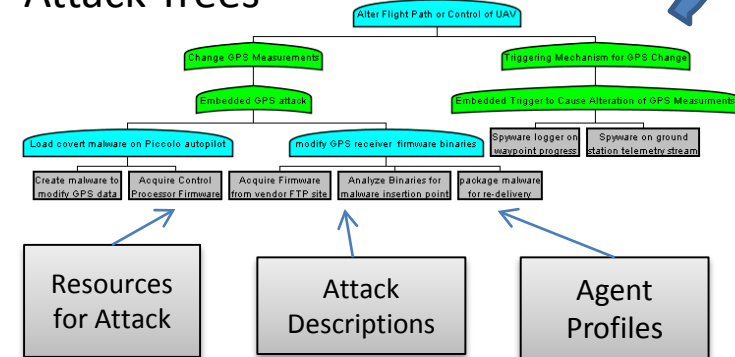 Attack Trees
Alter Flight Path or Control of UAV
Change GPS Measurements
Triggering Mechanism for GPS Change
Embedded GPS attack
Embedded Trigger to Cause Alteration of GPS Measurments
Load covert malware on Piccolo autopilot
modify GPS receiver firmware binaries
Spyware logger on
waypoint progress
Spyware on ground
station telemetry stream
Create malware to
modify GPS data
Acquire Control
Processor Firmware
Acquire Firmware
from vendor FTP site
Analyze Binaries for
malware insertion point
package malware
for re-delivery
Resources
for Attack
Attack
Descriptions
Agent
Profiles